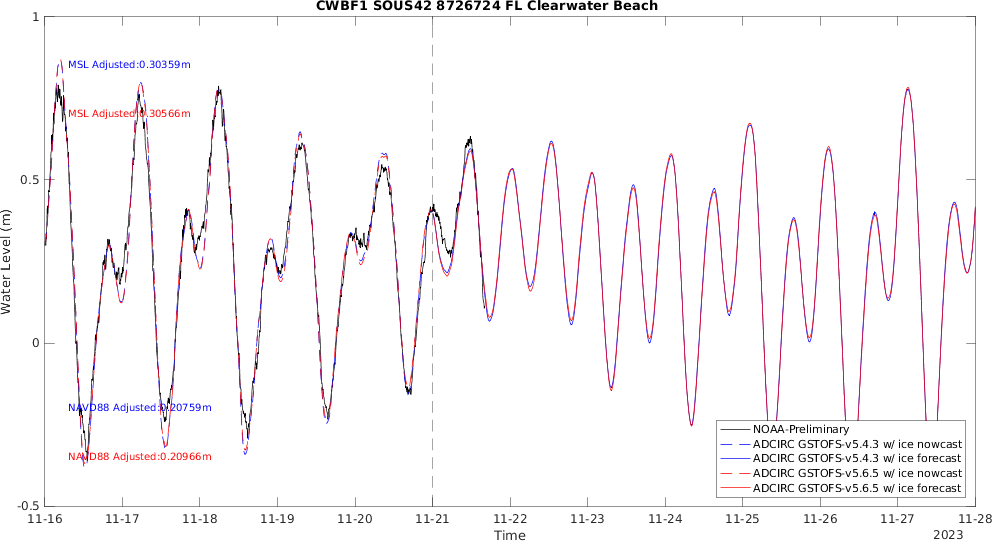 CWBF1 SOUS42 8726724 FL Clearwater Beach
Water Level (m)
1
0.5
0
-0.5
MSL Adjusted:0.30359m
MSL Adjusted:0.30566m
NAVD88 Adjusted:0.20759m
NAVD88 Adjusted:0.20966m
NOAA-Preliminary
ADCIRC GSTOFS-v5.4.3 w/ ice nowcast
ADCIRC GSTOFS-v5.4.3 w/ ice forecast
ADCIRC GSTOFS-v5.6.5 w/ ice nowcast
ADCIRC GSTOFS-v5.6.5 w/ ice forecast
11-16 11-17 11-18 11-19 11-20 11-21 11-22 11-23 11-24 11-25 11-26 11-27 11-28
Time
2023